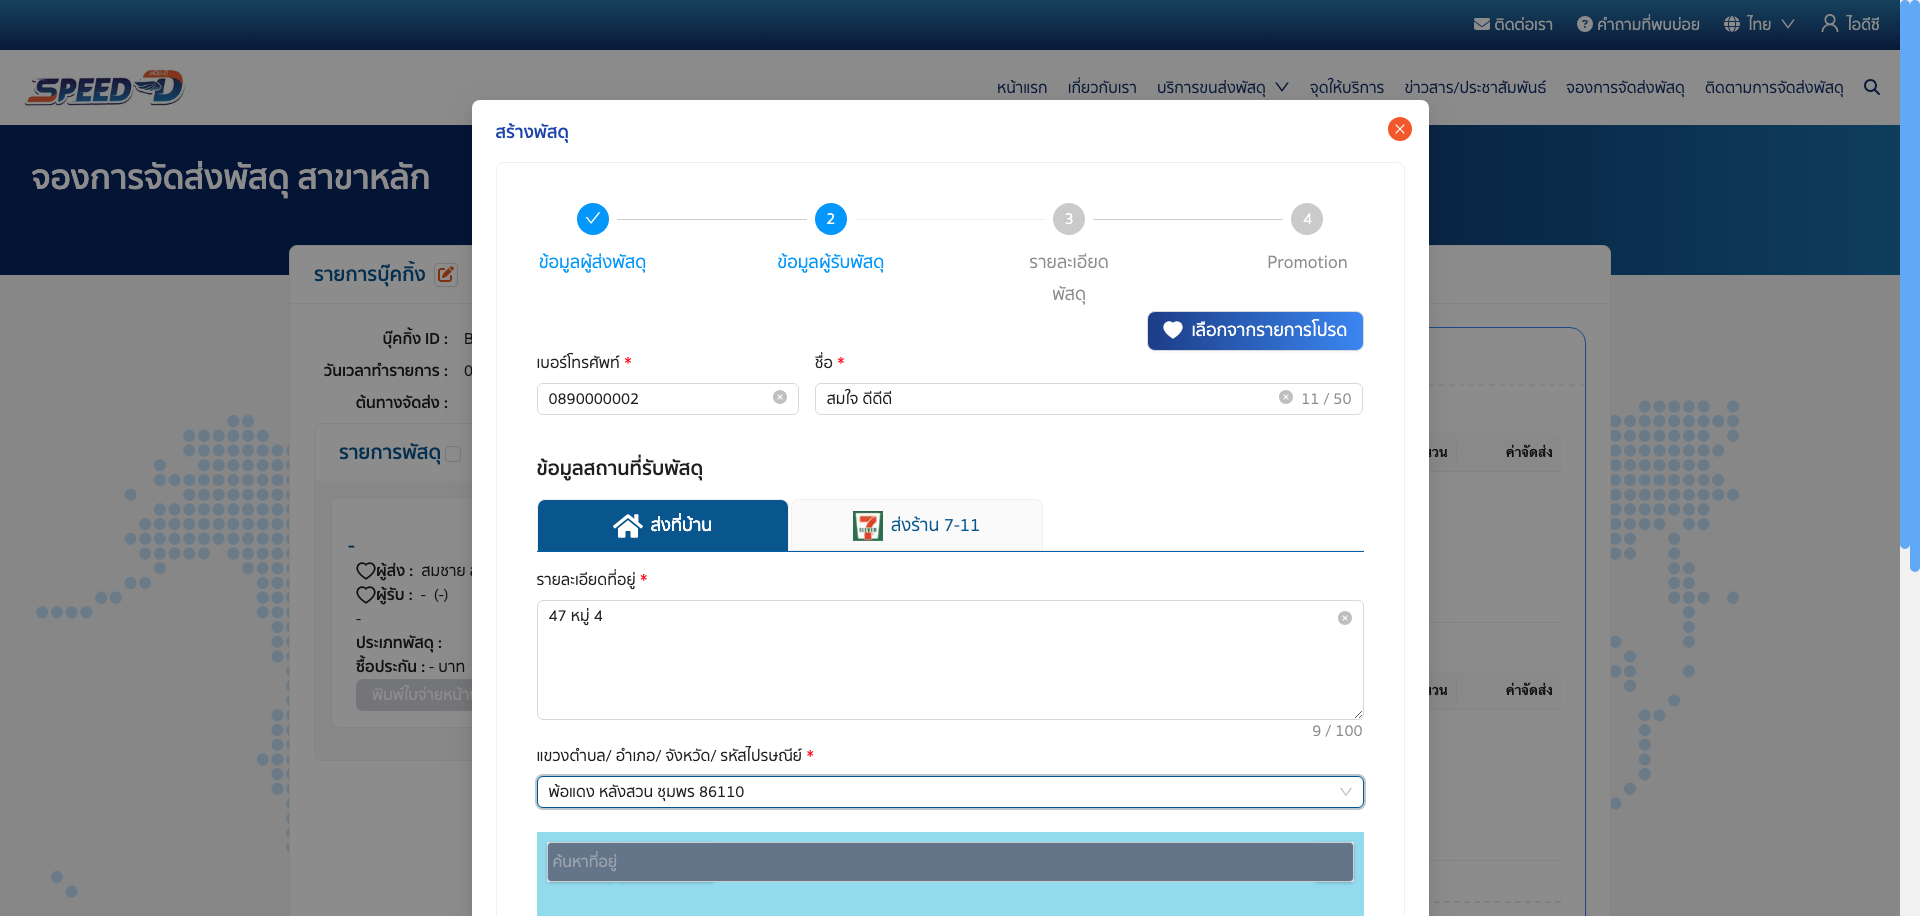 ติดต่อเรา คำถามที่พบบ่อย ไทย ไอดีซี
SPEED-D
หน้าแรก เกี่ยวกับเรา บริการขนส่งพัสดุ จุดให้บริการ ข่าวสาร/ประชาสัมพันธ์ จองการจัดส่งพัสดุ ติดตามการจัดส่งพัสดุ
จองการจัดส่งพัสดุ สาขาหลัก
สร้างพัสดุ
2 3 4
ข้อมูลผู้ส่งพัสดุ ข้อมูลผู้รับพัสดุ รายละเอียด Promotion
พัสดุ
เลือกจากรายการโปรด
เบอร์โทรศัพท์ * ชื่อ *
0890000002 สมใจ ดีดีดี 11 / 50
ข้อมูลสถานที่รับพัสดุ
ส่งที่บ้าน ส่งร้าน 7-11
รายละเอียดที่อยู่ *
47 หมู่ 4
9 / 100
แขวงตำบล/ อำเภอ/ จังหวัด/ รหัสไปรษณีย์ *
พ้อแดง หลังสวน ชุมพร 86110
ค้นหาที่อยู่
รายการบุ๊คกิ้ง
บุ๊คกิ้ง ID : B
วันเวลาทำรายการ : 0
ต้นทางจัดส่ง :
รายการพัสดุ
-
ผู้ส่ง : สมชาย
ผู้รับ : - (-)
-
ประเภทพัสดุ :
ซื้อประกัน : - บาท
พิมพ์ใบจ่ายหน้า
ค่าจัดส่ง
ค่าจัดส่ง